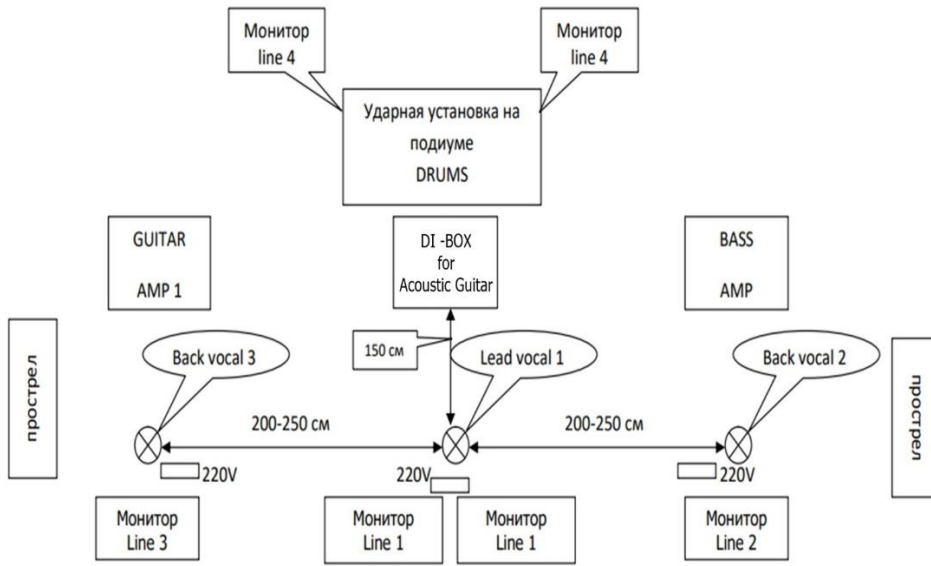 Монитор
line 4
Монитор
line 4
Ударная установка на
подиуме
DRUMS
GUITAR
AMP 1
DI -BOX
for
Acoustic Guitar
BASS
AMP
прострел
Back vocal 3
150 см
Lead vocal 1
Back vocal 2
прострел
200-250 см
200-250 см
220V
220V
220V
Монитор
Line 3
Монитор
Line 1
Монитор
Line 1
Монитор
Line 2